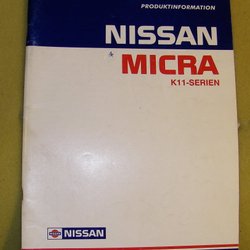 PRODUKTINFORMATION
NISSAN
MICRA
K11-SERIEN
NISSAN